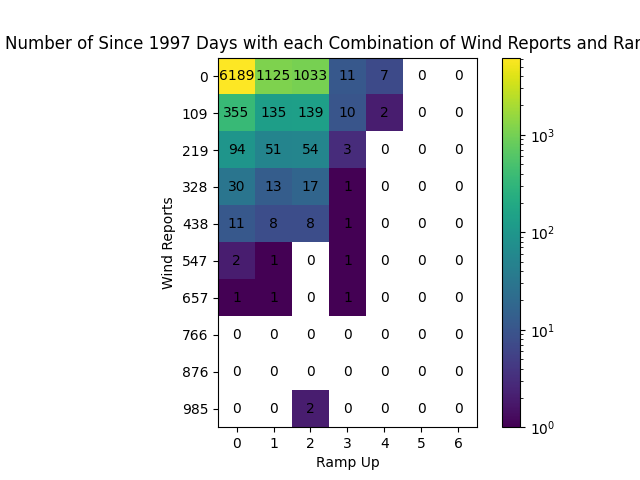 Number of Since 1997 Days with each Combination of Wind Reports and
0 6189 1125 1033 11 7 0 0
109 355 135 139 10 2 0 0
219 94 51 54 3 0 0 0
328 30 13 17 1 0 0 0
438 11 8 8 1 0 0 0
547 2 1 0 1 0 0 0
657 1 1 0 1 0 0 0
766 0 0 0 0 0 0 0
876 0 0 0 0 0 0 0
985 0 0 2 0 0 0 0
0 1 2 3 4 5 6
Ramp Up
Wind Reports
10³
10²
10¹
10⁰